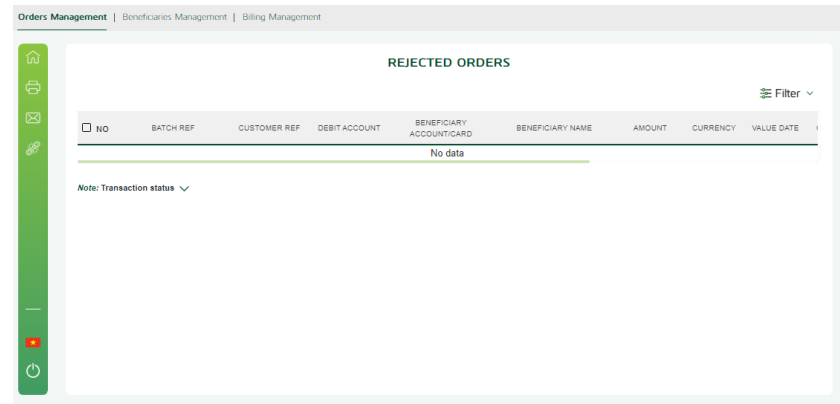 Orders Management | Beneficiaries Management | Billing Management
REJECTED ORDERS
Filter
NO BATCH REF CUSTOMER REF DEBIT ACCOUNT BENEFICIARY ACCOUNT/CARD BENEFICIARY NAME AMOUNT CURRENCY VALUE DATE
No data
Note: Transaction status